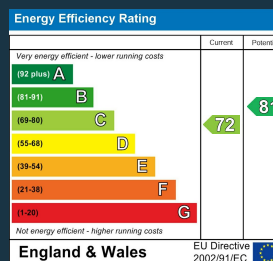 Energy Efficiency Rating
Current
Very energy efficient - lower running costs
(92 plus) A
(81-91) B
(69-80) C
72
(55-68) D
(39-54) E
(21-38) F
(1-20) G
Not energy efficient - higher running costs
England & Wales
EU Directive
2002/91/EC